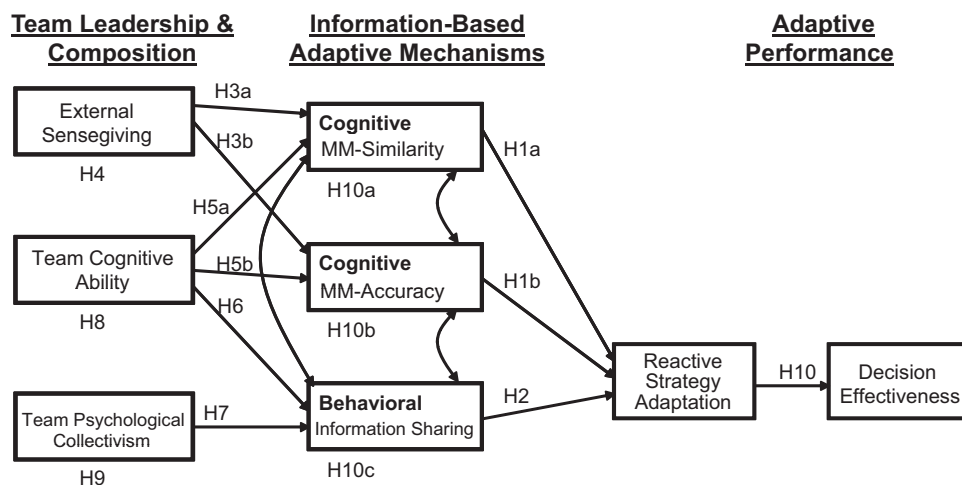 Team Leadership &
Composition
Information-Based
Adaptive Mechanisms
Adaptive
Performance
External
Sensegiving
H4
H3a
H3b
Cognitive
MM-Similarity
H10a
H1a
H5a
Team Cognitive
Ability
H8
H5b
H6
Cognitive
MM-Accuracy
H10b
H1b
Reactive
Strategy
Adaptation
H10
Decision
Effectiveness
Team Psychological
Collectivism
H9
H7
Behavioral
Information Sharing
H10c
H2